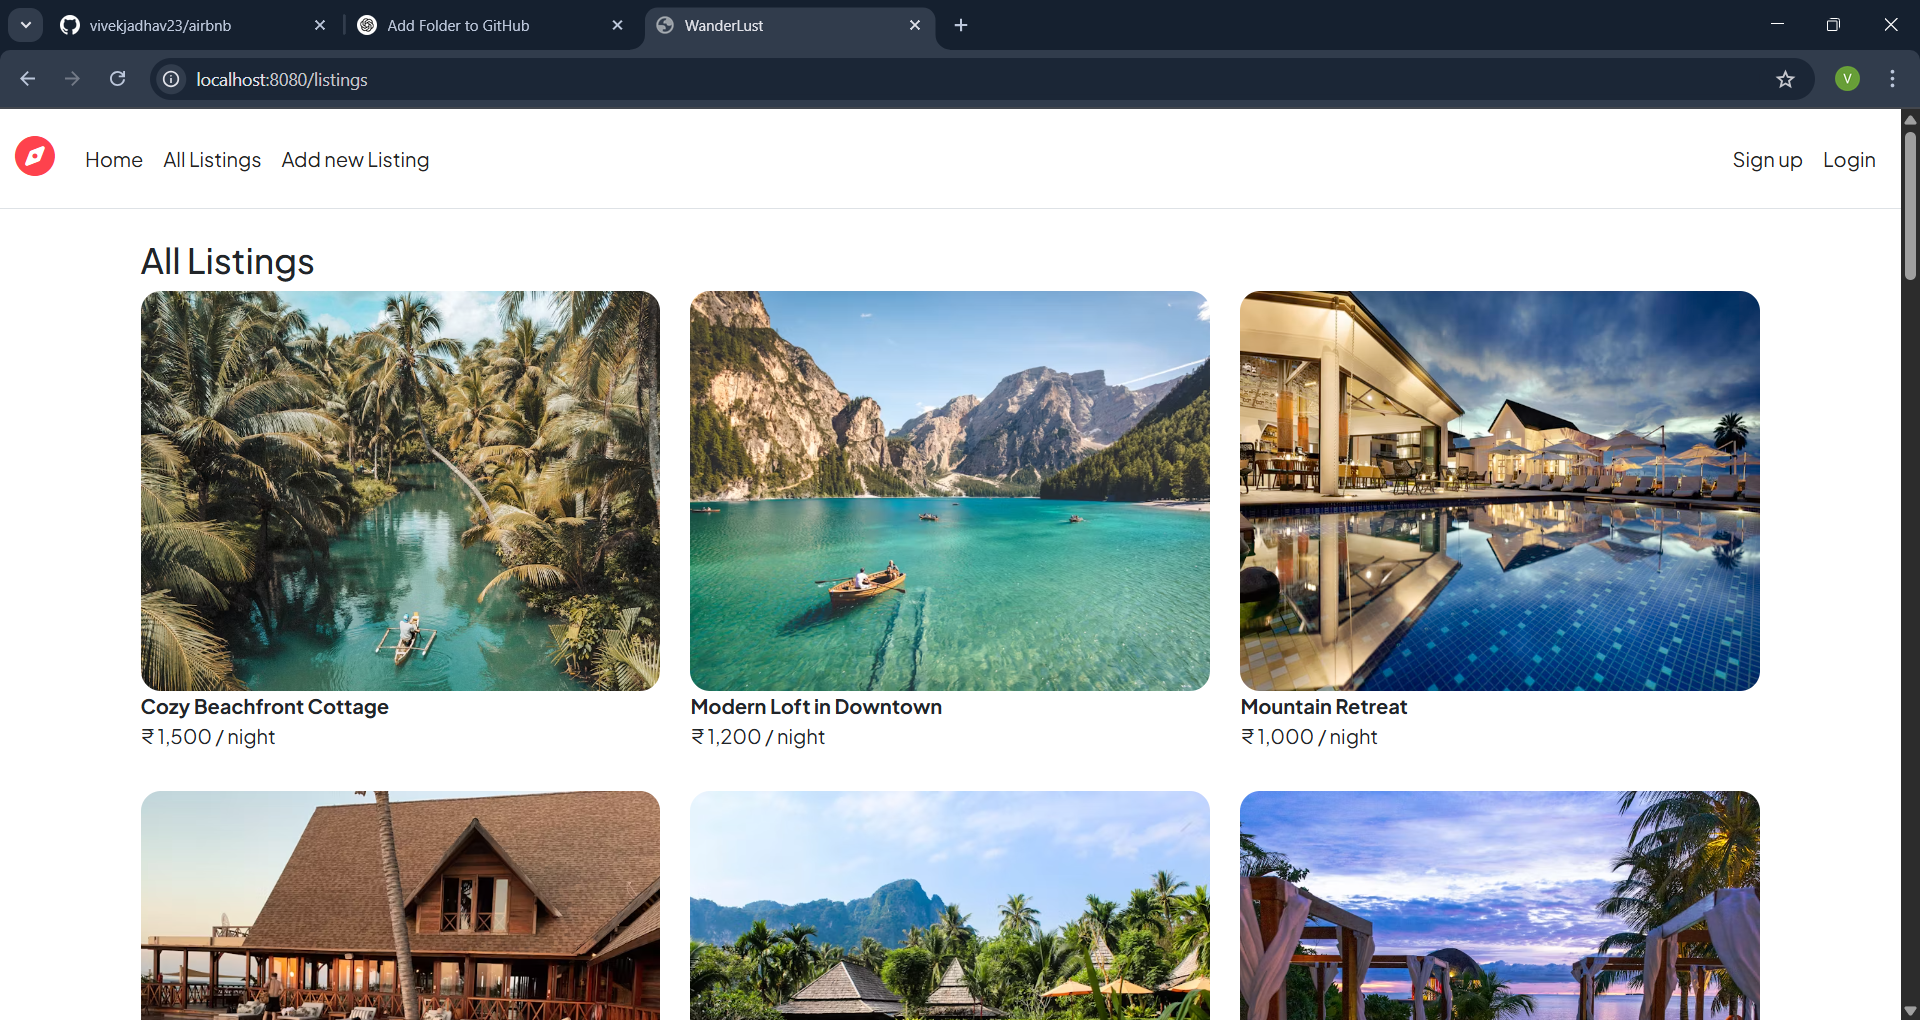 vivekjadhav23/airbnb
Add Folder to GitHub
WanderLust
localhost:8080/listings
V
Home
All Listings
Add new Listing
Sign up
Login
All Listings
Cozy Beachfront Cottage
₹1,500 / night
Modern Loft in Downtown
₹1,200 / night
Mountain Retreat
₹1,000 / night